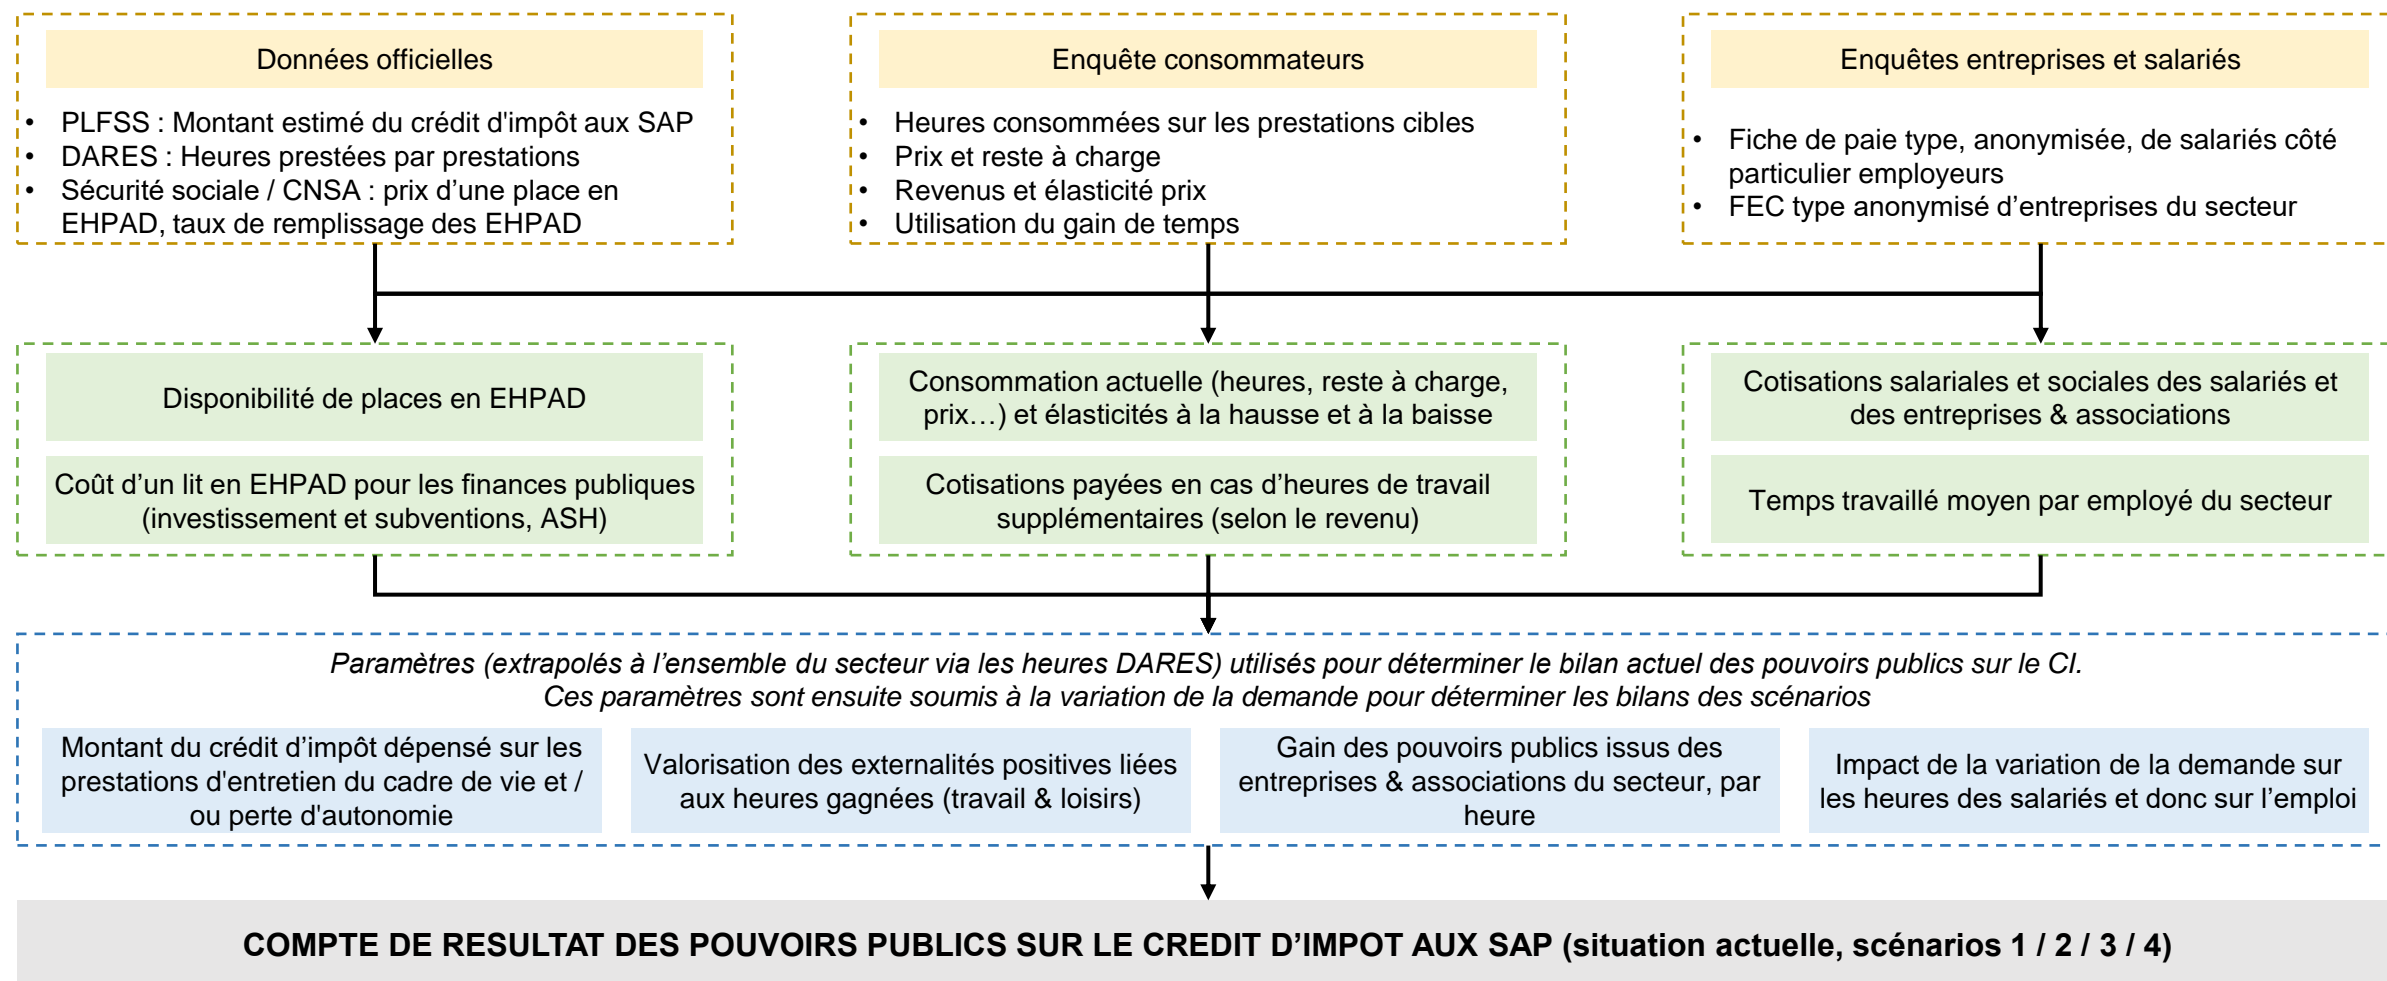 Données officielles
• PLFSS : Montant estimé du crédit d'impôt aux SAP
• DARES : Heures prestées par prestations
• Sécurité sociale / CNSA : prix d’une place en
EHPAD, taux de remplissage des EHPAD
Enquête consommateurs
• Heures consommées sur les prestations cibles
• Prix et reste à charge
• Revenus et élasticité prix
• Utilisation du gain de temps
Enquêtes entreprises et salariés
• Fiche de paie type, anonymisée, de salariés côté
particulier employeurs
• FEC type anonymisé d’entreprises du secteur
Disponibilité de places en EHPAD
Coût d’un lit en EHPAD pour les finances publiques
(investissement et subventions, ASH)
Consommation actuelle (heures, reste à charge,
prix…) et élasticités à la hausse et à la baisse
Cotisations payées en cas d’heures de travail
supplémentaires (selon le revenu)
Cotisations salariales et sociales des salariés et
des entreprises & associations
Temps travaillé moyen par employé du secteur
Paramètres (extrapolés à l’ensemble du secteur via les heures DARES) utilisés pour déterminer le bilan actuel des pouvoirs publics sur le CI.
Ces paramètres sont ensuite soumis à la variation de la demande pour déterminer les bilans des scénarios
Montant du crédit d’impôt dépensé sur les
prestations d'entretien du cadre de vie et /
ou perte d'autonomie
Valorisation des externalités positives liées
aux heures gagnées (travail & loisirs)
Gain des pouvoirs publics issus des
entreprises & associations du secteur, par
heure
Impact de la variation de la demande sur
les heures des salariés et donc sur l’emploi
COMPTE DE RESULTAT DES POUVOIRS PUBLICS SUR LE CREDIT D’IMPOT AUX SAP (situation actuelle, scénarios 1 / 2 / 3 / 4)